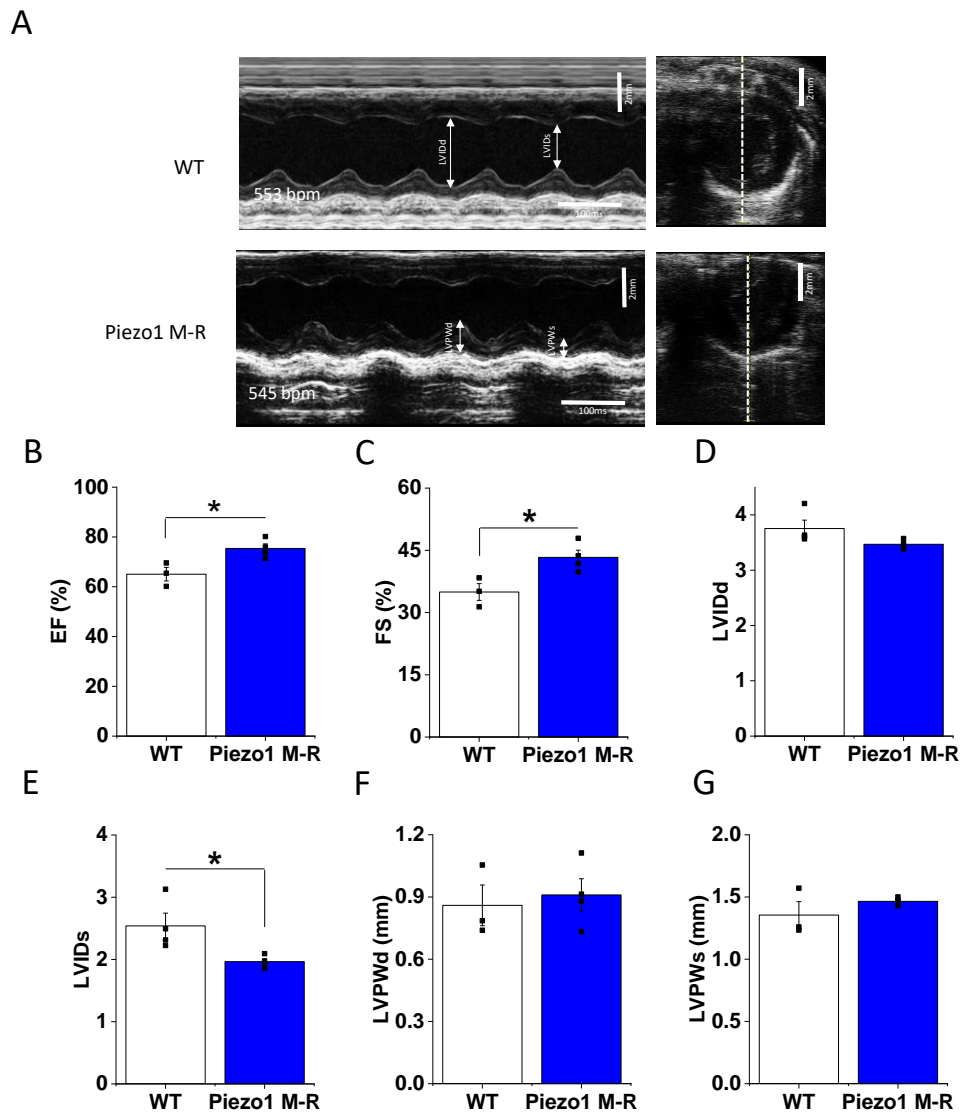 A
WT
LVIDd
LVIDs
2mm
553 bpm
100ms
2mm
Piezo1 M-R
LVPWd
LVPWs
2mm
545 bpm
100ms
2mm
B
EF (%)
100
80
60
40
20
0
*
WT
Piezo1 M-R
C
FS (%)
60
45
30
15
0
*
WT
Piezo1 M-R
D
LVIDd
4
3
2
1
0
WT
Piezo1 M-R
E
LVIDs
4
3
2
1
0
*
WT
Piezo1 M-R
F
LVPWd (mm)
1.2
0.9
0.6
0.3
0.0
WT
Piezo1 M-R
G
LVPWs (mm)
2.0
1.5
1.0
0.5
0.0
WT
Piezo1 M-R